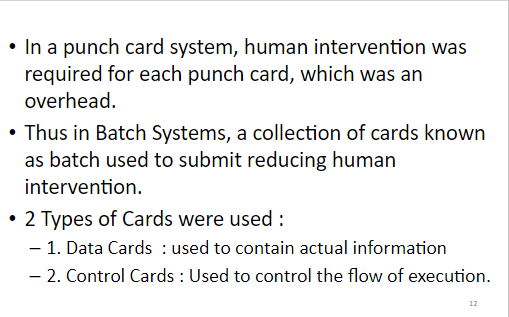 • In a punch card system, human intervention was
required for each punch card, which was an
overhead.
• Thus in Batch Systems, a collection of cards known
as batch used to submit reducing human
intervention.
• 2 Types of Cards were used :
– 1. Data Cards  : used to contain actual information
– 2. Control Cards : Used to control the flow of execution.
12